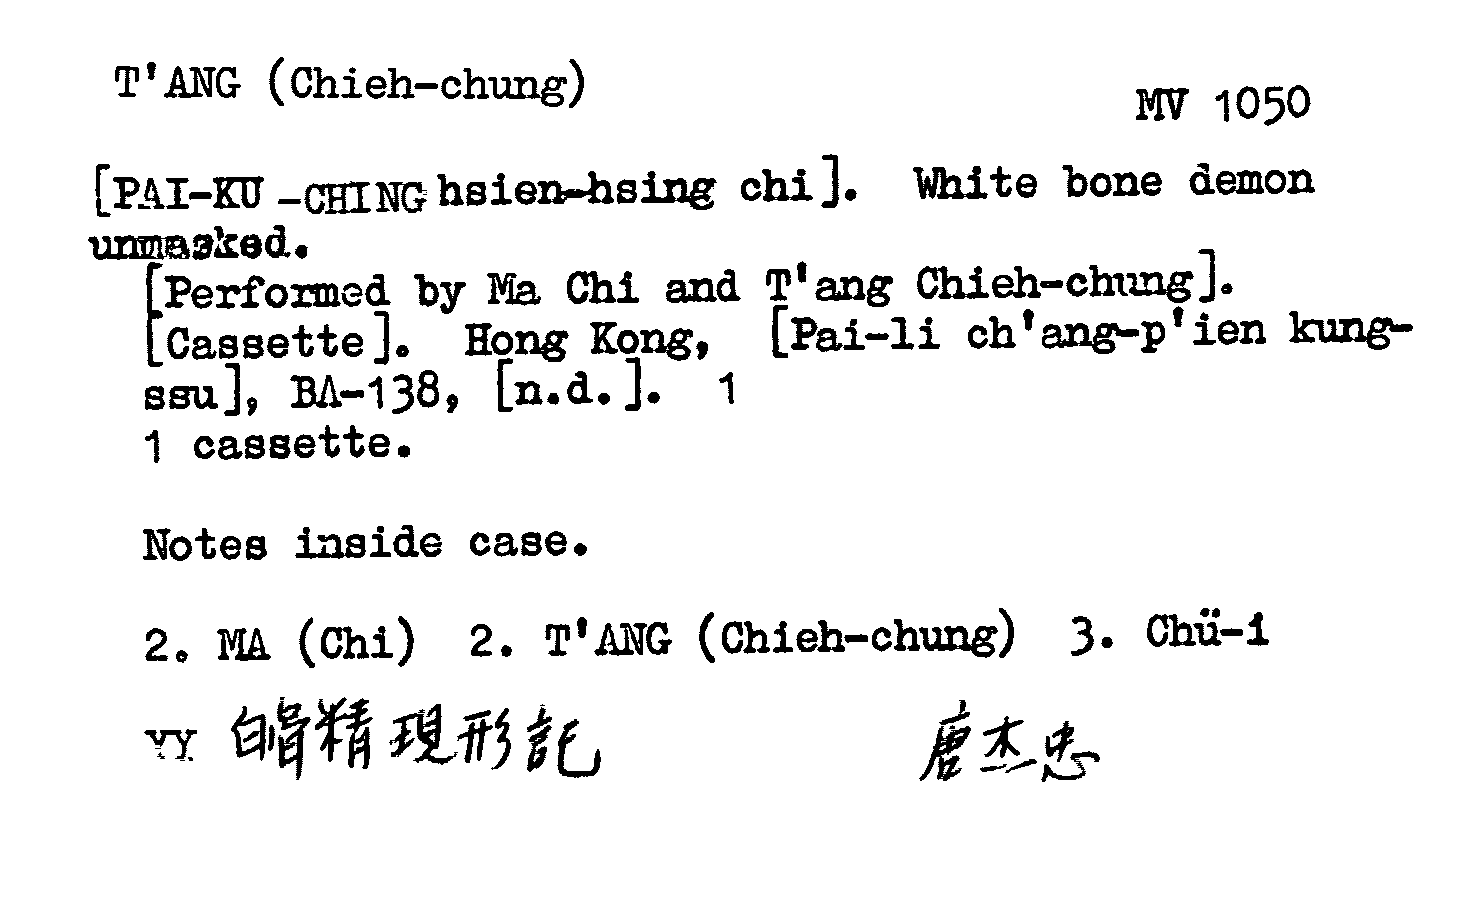 T'ANG (Chieh-chung)
MV 1050
[PAI-KU-CHING hsien-hsing chi]. White bone demon
unmasked.
[Performed by Ma Chi and T'ang Chieh-chung].
[Cassette]. Hong Kong, [Pai-li ch'ang-p'ien kung-
ssu], BA-138, [n.d.]. 1
1 cassette.
Notes inside case.
2. MA (Chi) 2. T'ANG (Chieh-chung) 3. Chü-i
YY 白骨精現形記 唐杰忠